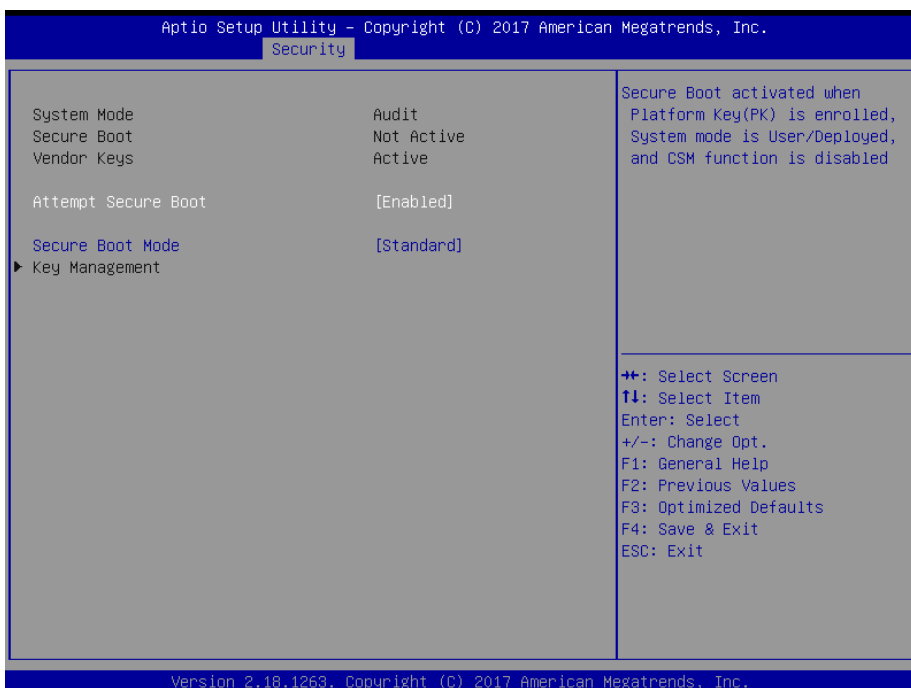 Aptio Setup Utility – Copyright (C) 2017 American Megatrends, Inc.
Security
System Mode Audit
Secure Boot Not Active
Vendor Keys Active
Attempt Secure Boot [Enabled]
Secure Boot Mode [Standard]
▶ Key Management
Secure Boot activated when
Platform Key(PK) is enrolled,
System mode is User/Deployed,
and CSM function is disabled
→←: Select Screen
↑↓: Select Item
Enter: Select
+/-: Change Opt.
F1: General Help
F2: Previous Values
F3: Optimized Defaults
F4: Save & Exit
ESC: Exit
Version 2.18.1263. Copyright (C) 2017 American Megatrends, Inc.